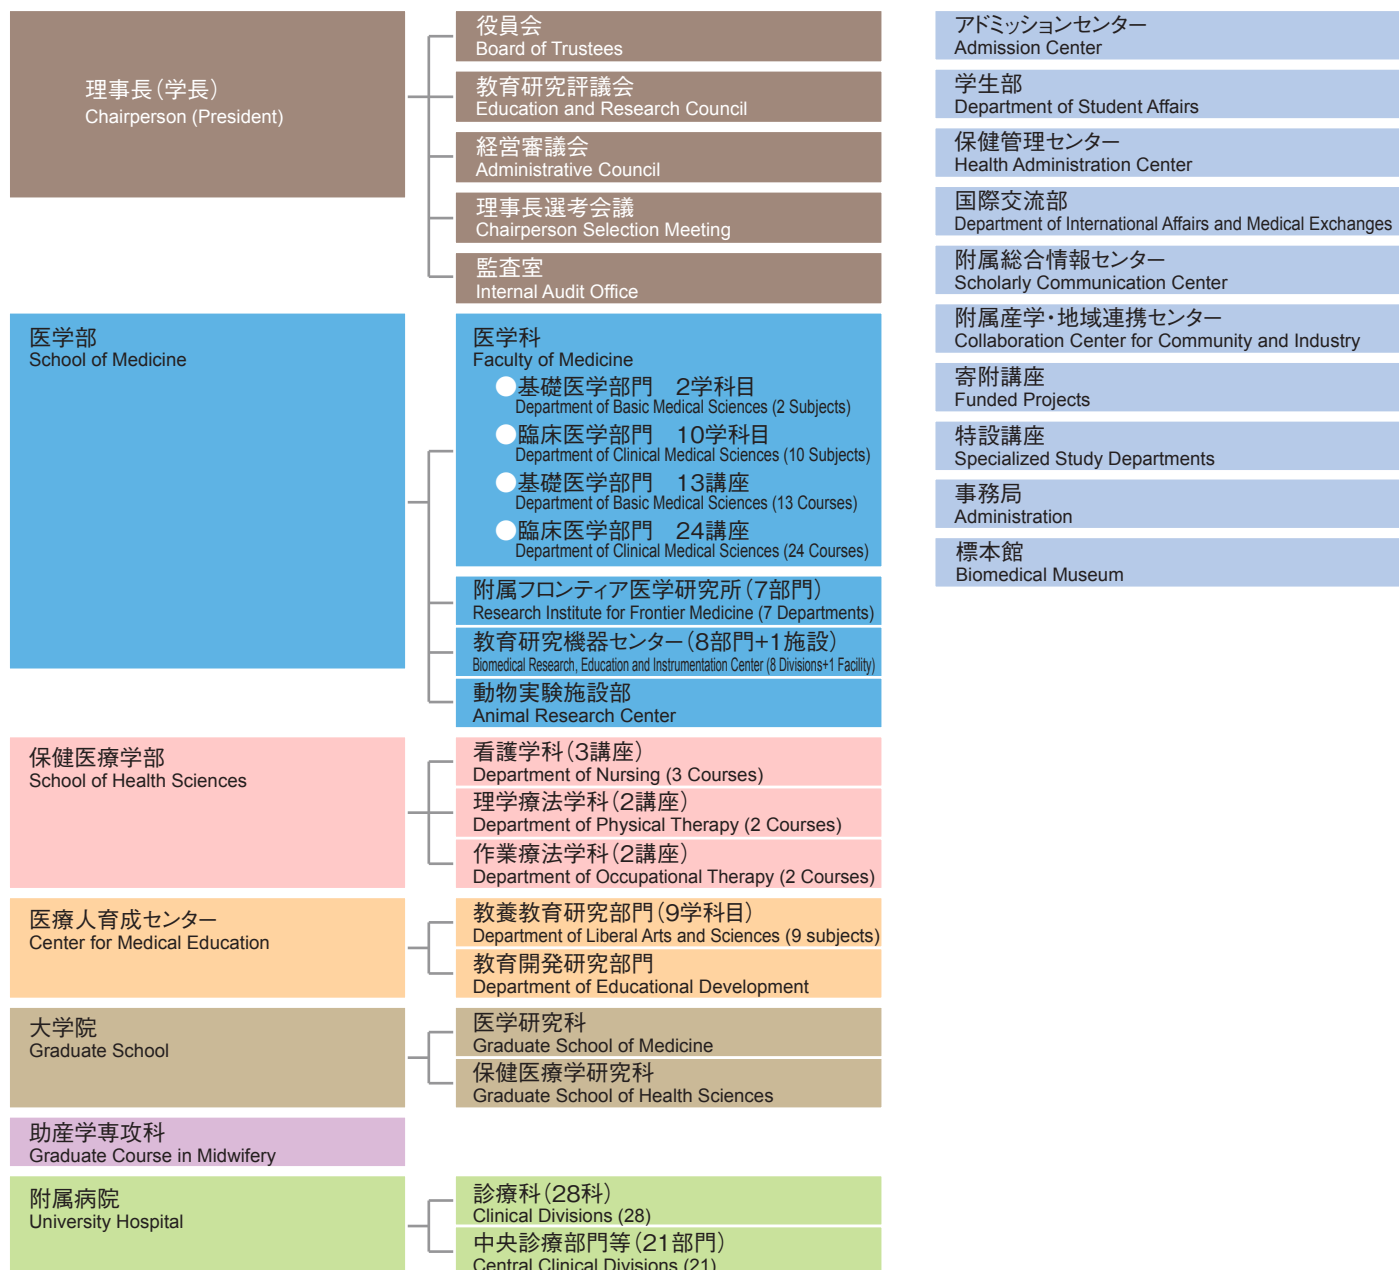 理事長（学長）
Chairperson (President)
役員会
Board of Trustees
教育研究評議会
Education and Research Council
経営審議会
Administrative Council
理事長選考会議
Chairperson Selection Meeting
監査室
Internal Audit Office
医学部
School of Medicine
医学科
Faculty of Medicine
●基礎医学部門　2学科目
Department of Basic Medical Sciences (2 Subjects)
●臨床医学部門　10学科目
Department of Clinical Medical Sciences (10 Subjects)
●基礎医学部門　13講座
Department of Basic Medical Sciences (13 Courses)
●臨床医学部門　24講座
Department of Clinical Medical Sciences (24 Courses)
附属フロンティア医学研究所（7部門）
Research Institute for Frontier Medicine (7 Departments)
教育研究機器センター（8部門+1施設）
Biomedical Research, Education and Instrumentation Center (8 Divisions+1 Facility)
動物実験施設部
Animal Research Center
保健医療学部
School of Health Sciences
看護学科（3講座）
Department of Nursing (3 Courses)
理学療法学科（2講座）
Department of Physical Therapy (2 Courses)
作業療法学科（2講座）
Department of Occupational Therapy (2 Courses)
医療人育成センター
Center for Medical Education
教養教育研究部門（9学科目）
Department of Liberal Arts and Sciences (9 subjects)
教育開発研究部門
Department of Educational Development
大学院
Graduate School
医学研究科
Graduate School of Medicine
保健医療学研究科
Graduate School of Health Sciences
助産学専攻科
Graduate Course in Midwifery
附属病院
University Hospital
診療科（28科）
Clinical Divisions (28)
中央診療部門等（21部門）
Central Clinical Divisions (21)
アドミッションセンター
Admission Center
学生部
Department of Student Affairs
保健管理センター
Health Administration Center
国際交流部
Department of International Affairs and Medical Exchanges
附属総合情報センター
Scholarly Communication Center
附属産学・地域連携センター
Collaboration Center for Community and Industry
寄附講座
Funded Projects
特設講座
Specialized Study Departments
事務局
Administration
標本館
Biomedical Museum